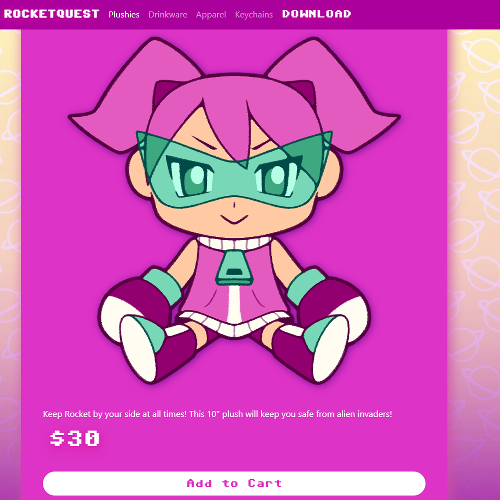 ROCKETQUEST Plushies Drinkware Apparel Keychains DOWNLOAD
Keep Rocket by your side at all times! This 10" plush will keep you safe from alien invaders!
$30
Add to Cart